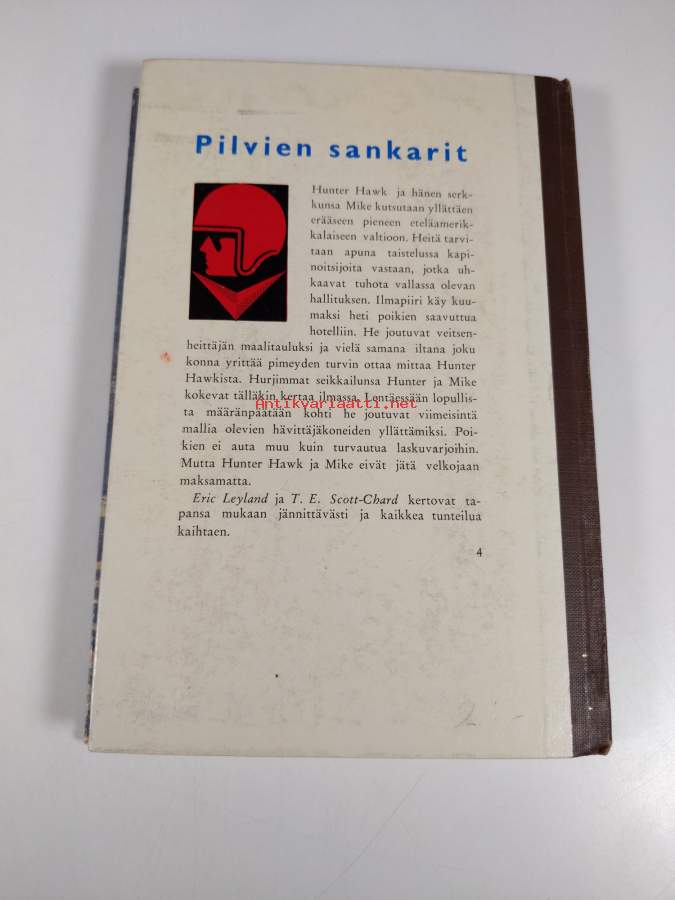 Pilvien sankarit
Hunter Hawk ja hänen serk-
kunsa Mike kutsutaan yllättäen
erääseen pieneen eteläamerik-
kalaiseen valtioon. Heitä tarvi-
taan apuna taistelussa kapi-
noitsijoita vastaan, jotka uh-
kaavat tuhota vallassa olevan
hallituksen. Ilmapiiri käy kuu-
maksi heti poikien saavuttua
hotelliin. He joutuvat veitsen-
heittäjän maalitauluksi ja vielä samana iltana joku
konna yrittää pimeyden turvin ottaa mittaa Hunter
Hawkista. Hurjimmat seikkailunsa Hunter ja Mike
kokevat tälläkin kertaa ilmassa. Lentäessään lopullis-
Antikvariaatti.net
ta määränpäätään kohti he joutuvat viimeisintä
mallia olevien hävittäjäkoneiden yllättämiksi. Poi-
kien ei auta muu kuin turvautua laskuvarjoihin.
Mutta Hunter Hawk ja Mike eivät jätä velkojaan
maksamatta.
Eric Leyland ja T. E. Scott-Chard kertovat ta-
pansa mukaan jännittävästi ja kaikkea tunteilua
kaihtaen.
4
2 -